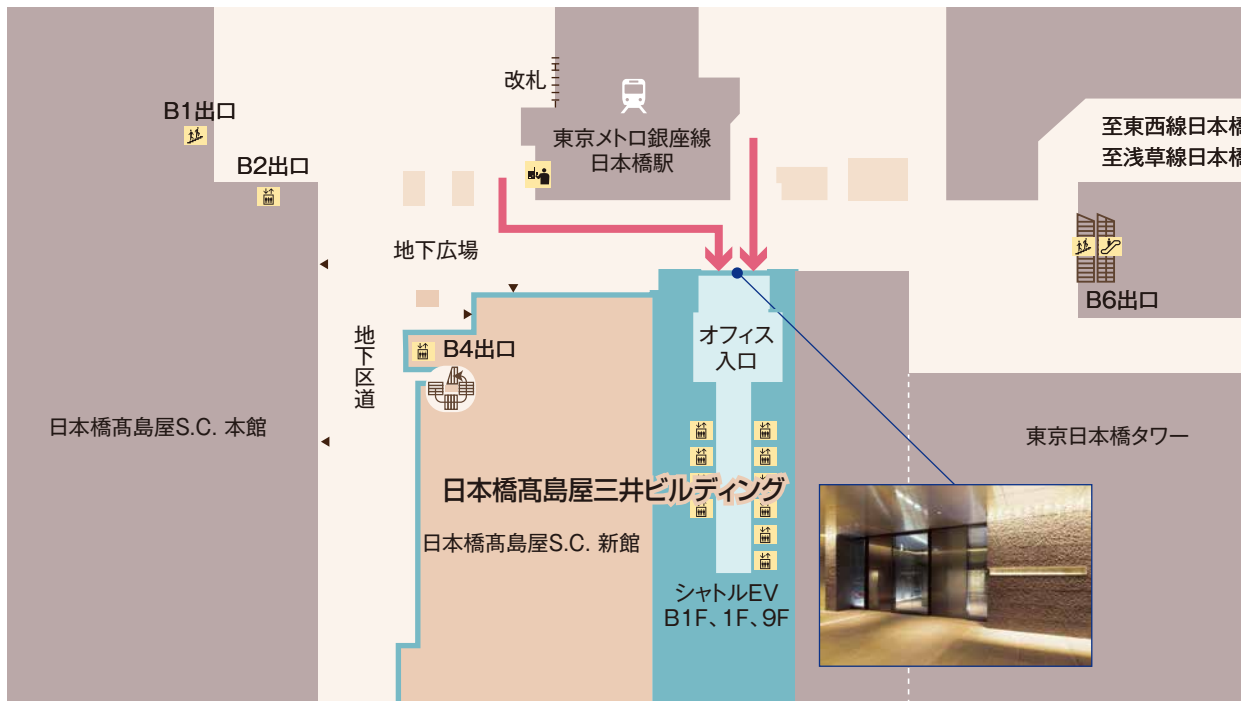 改札
B1出口
東京メトロ銀座線
日本橋駅
至東西線日本橋
至浅草線日本橋
B2出口
地下広場
B6出口
オフィス
入口
地下区道
B4出口
日本橋髙島屋S.C. 本館
東京日本橋タワー
日本橋髙島屋三井ビルディング
日本橋髙島屋S.C. 新館
シャトルEV
B1F、1F、9F